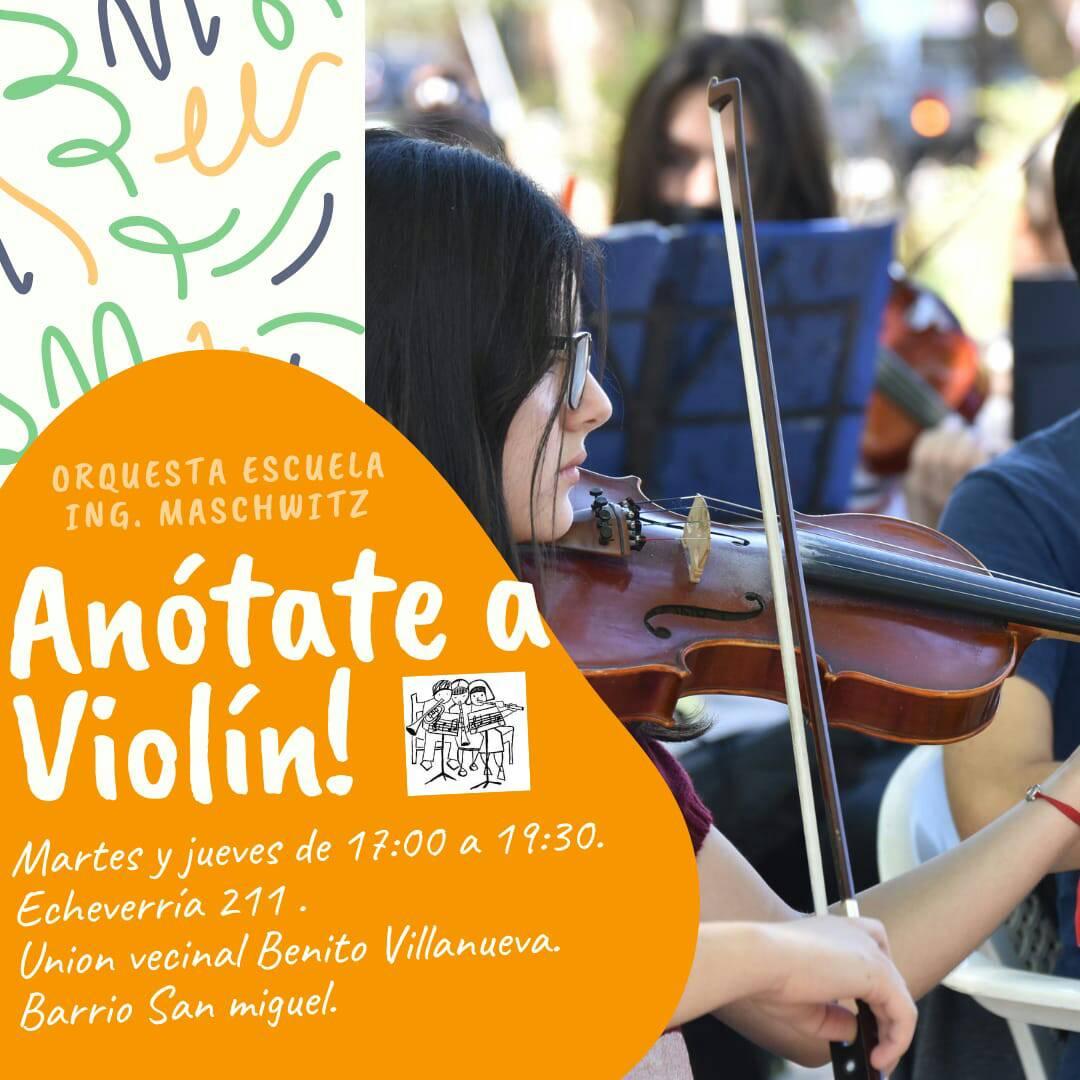 ORQUESTA ESCUELA
ING. MASCHWITZ
Anótate a
Violín!
Martes y jueves de 17:00 a 19:30.
Echeverría 211 .
Union vecinal Benito Villanueva.
Barrio San miguel.